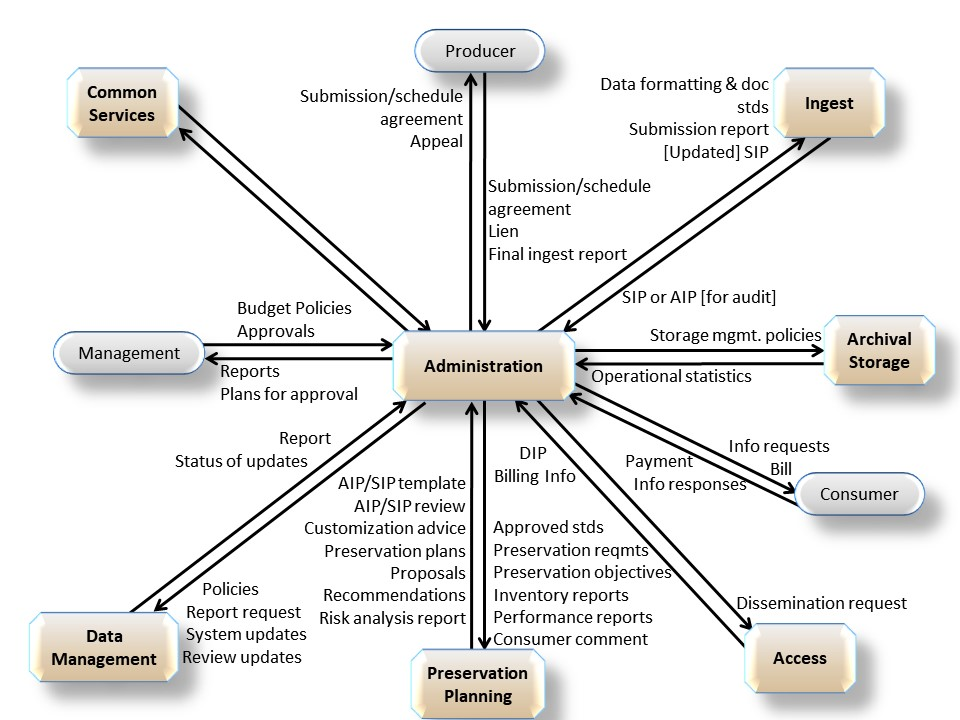 Producer
Common
Services
Submission/schedule
agreement
Appeal
Data formatting & doc
stds
Submission report
[Updated] SIP
Ingest
Submission/schedule
agreement
Lien
Final ingest report
SIP or AIP [for audit]
Budget Policies
Approvals
Management
Reports
Plans for approval
Administration
Storage mgmt. policies
Operational statistics
Archival
Storage
Report
Status of updates
DIP
Billing Info
Payment
Info responses
Info requests
Bill
Consumer
AIP/SIP template
AIP/SIP review
Customization advice
Preservation plans
Proposals
Recommendations
Risk analysis report
Approved stds
Preservation reqmts
Preservation objectives
Inventory reports
Performance reports
Consumer comment
Policies
Report request
System updates
Review updates
Data
Management
Preservation
Planning
Dissemination request
Access